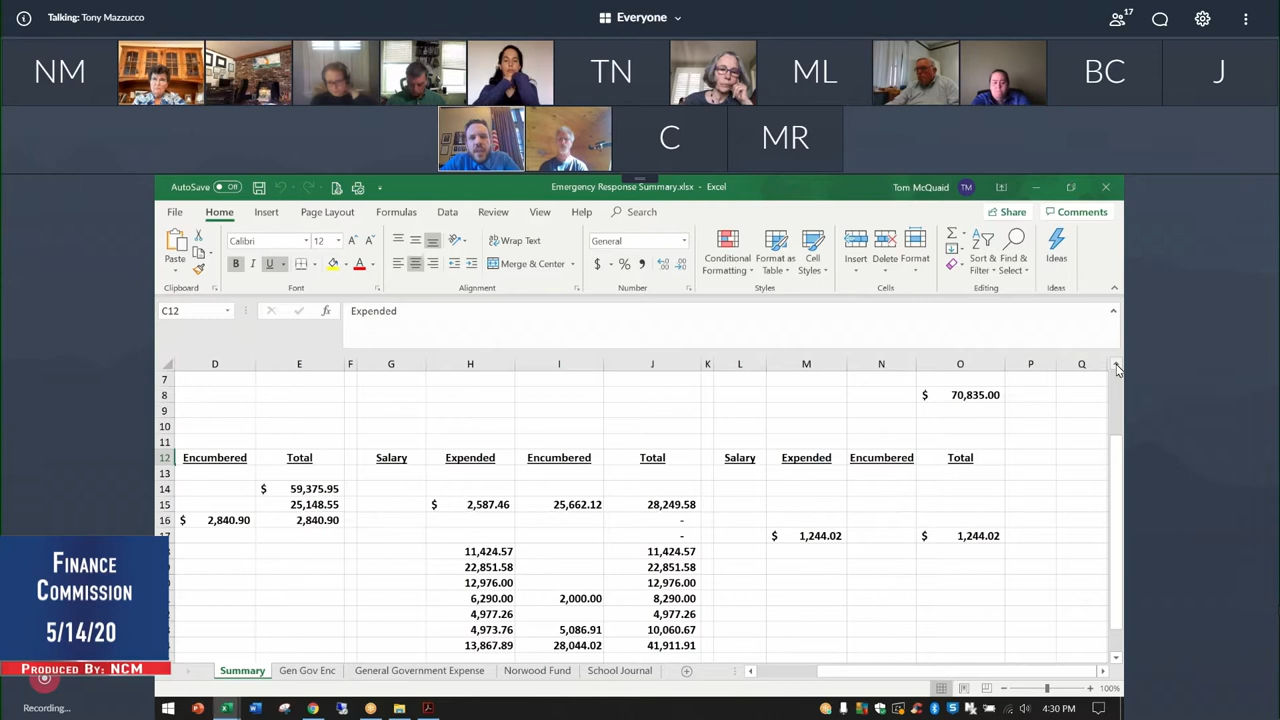 Talking: Tony Mazzucco
Everyone
17
NM
TN
ML
BC
J
C
MR
AutoSave Off
Emergency Response Summary.xlsx - Excel
Tom McQuaid TM
File Home Insert Page Layout Formulas Data Review View Help Search
Share Comments
Paste
Calibri 12
B I U
Wrap Text
Merge & Center
General
$ %
Conditional Formatting
Format as Table
Cell Styles
Insert Delete Format
Sort & Find & Filter Select
Ideas
Clipboard Font Alignment Number Styles Cells Editing Ideas
C12
fx
Expended
D E F G H I J K L M N O P Q
7
8 $ 70,835.00
9
10
11
12 Encumbered Total Salary Expended Encumbered Total Salary Expended Encumbered Total
13
14 $ 59,375.95
15 25,148.55 $ 2,587.46 25,662.12 28,249.58
16 $ 2,840.90 2,840.90 -
- $ 1,244.02 $ 1,244.02
11,424.57 11,424.57
22,851.58 22,851.58
12,976.00 12,976.00
6,290.00 2,000.00 8,290.00
4,977.26 4,977.26
4,973.76 5,086.91 10,060.67
13,867.89 28,044.02 41,911.91
Finance
Commission
5/14/20
Produced By: NCM
Summary Gen Gov Enc General Government Expense Norwood Fund School Journal
100%
Recording...
4:30 PM